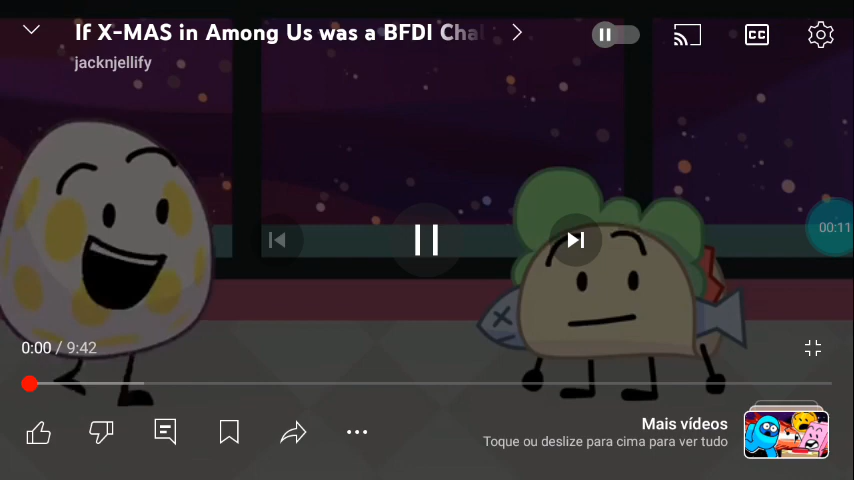 If X-MAS in Among Us was a BFDI Chal
jacknjellify
CC
00:11
0:00 / 9:42
Mais vídeos
Toque ou deslize para cima para ver tudo